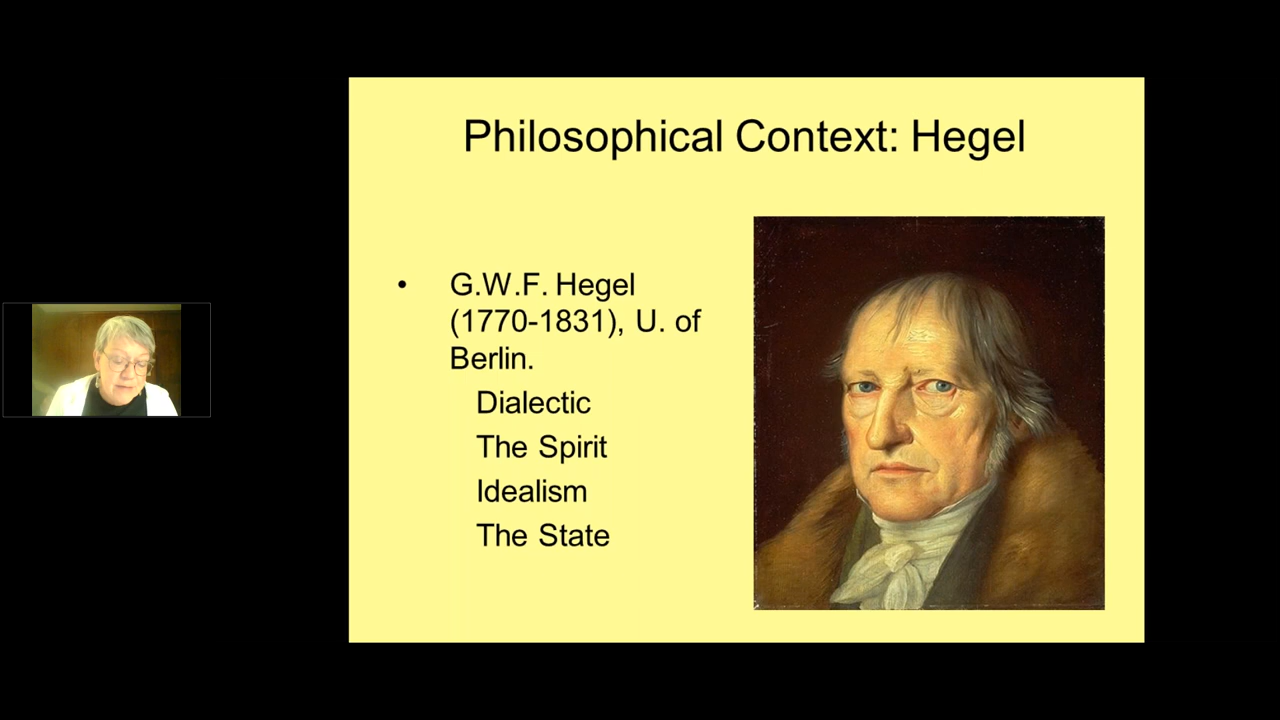 Philosophical Context: Hegel
• G.W.F. Hegel
(1770-1831), U. of
Berlin.
Dialectic
The Spirit
Idealism
The State